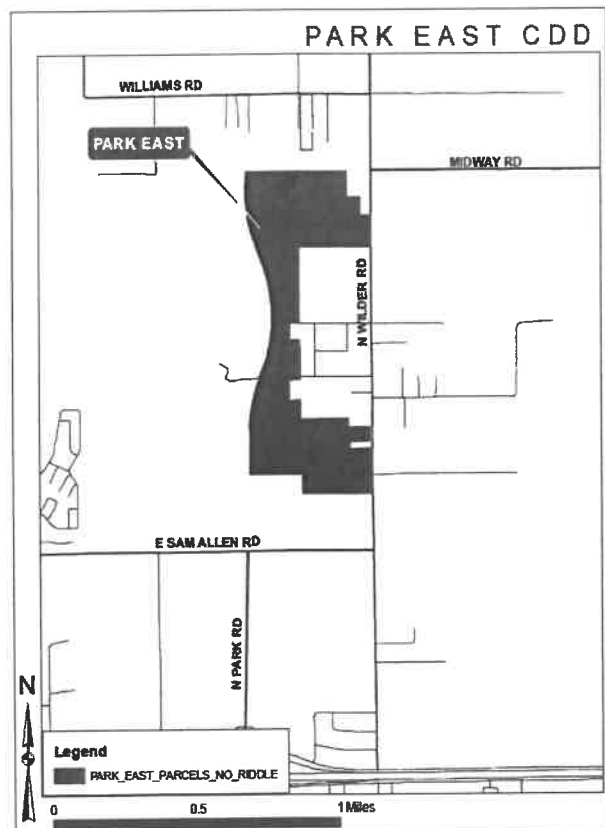 PARK EAST CDD
WILLIAMS RD
PARK EAST
MIDWAY RD
N WILDER RD
E SAM ALLEN RD
N PARK RD
N
Legend
PARK_EAST_PARCELS_NO_RIDDLE
0 0.5 1 Miles